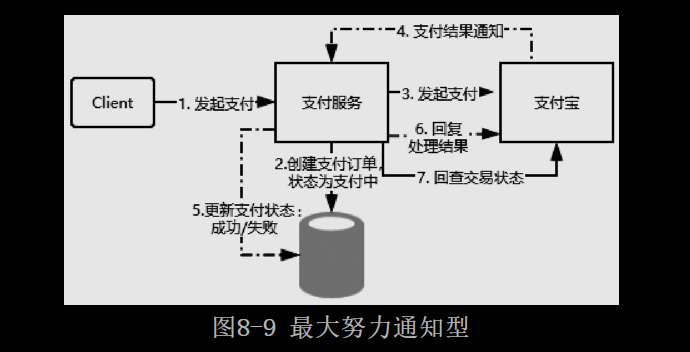 4. 支付结果通知
Client
1. 发起支付
支付服务
3. 发起支付
支付宝
6. 回复
处理结果
2.创建支付订单,
状态为支付中
7. 回查交易状态
5.更新支付状态:
成功/失败
图8-9 最大努力通知型